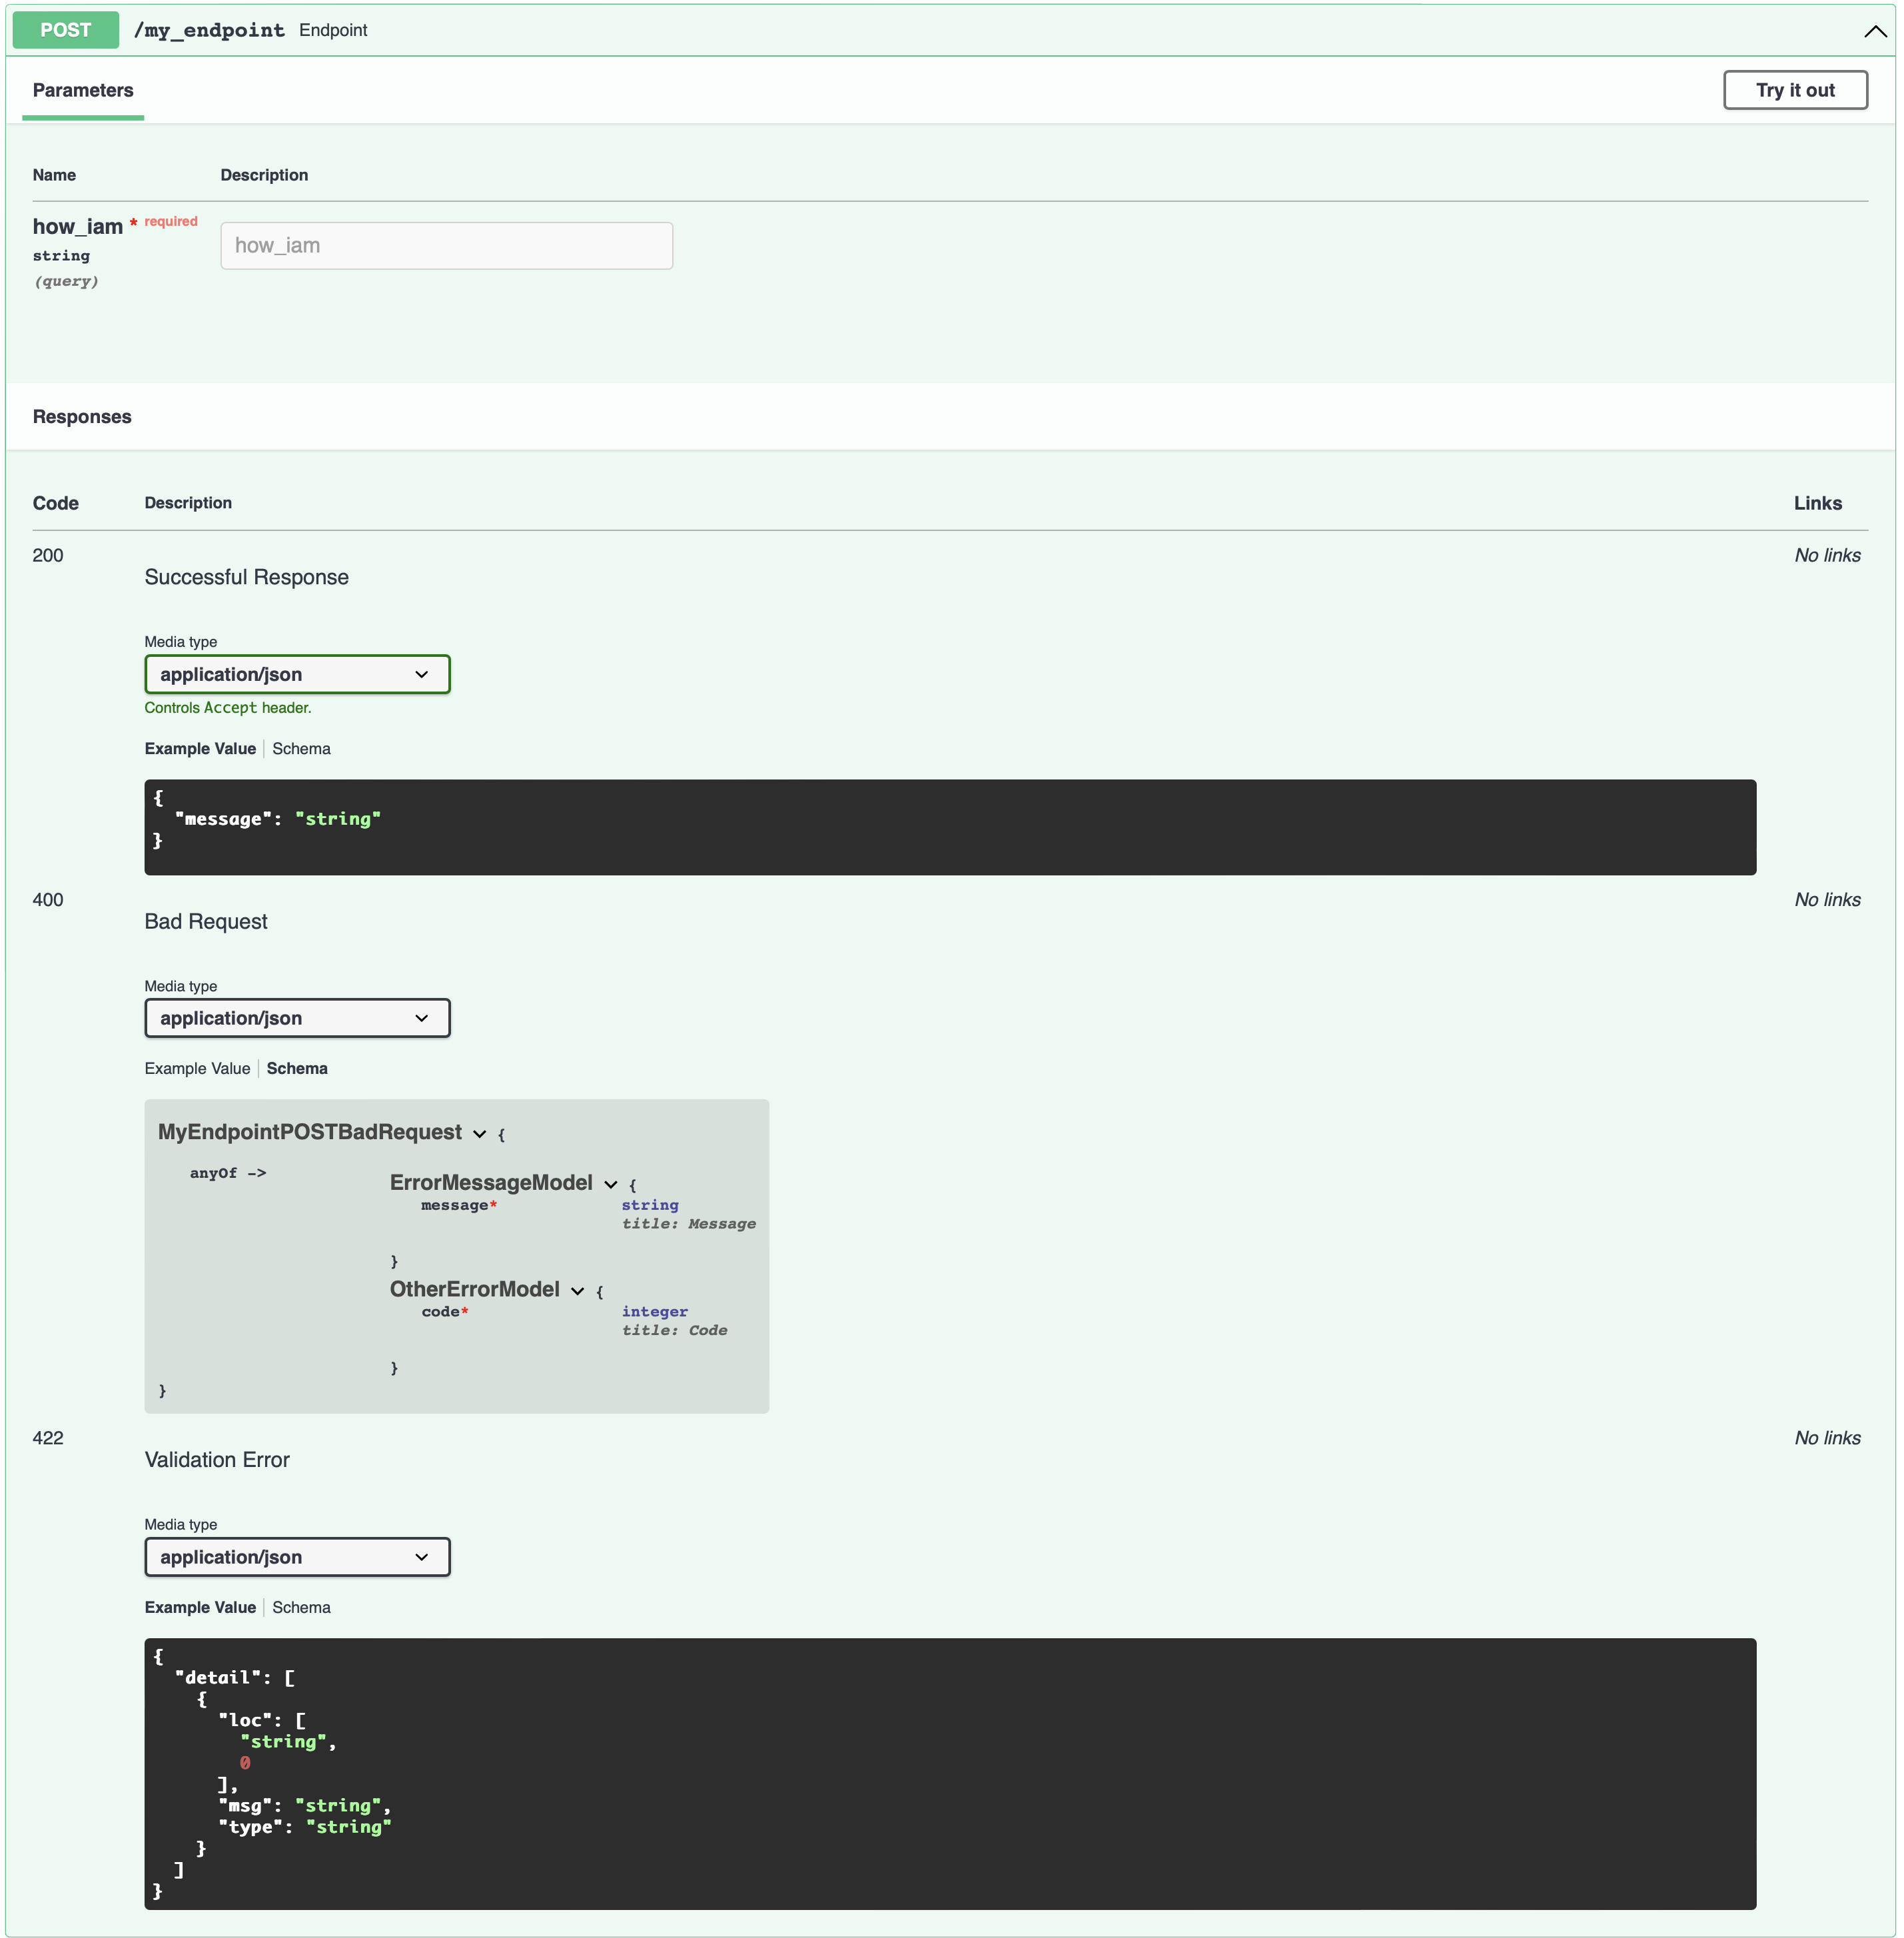 POST /my_endpoint Endpoint
Parameters Try it out
Name Description
how_iam * required
string
(query)
how_iam
Responses
Code Description Links
200 No links
Successful Response
Media type
application/json
Controls Accept header.
Example Value Schema
{
"message": "string"
}
400 No links
Bad Request
Media type
application/json
Example Value Schema
MyEndpointPOSTBadRequest {
anyOf -> ErrorMessageModel {
message* string
title: Message
}
OtherErrorModel {
code* integer
title: Code
}
}
422 No links
Validation Error
Media type
application/json
Example Value Schema
{
"detail": [
{
"loc": [
"string",
0
],
"msg": "string",
"type": "string"
}
]
}